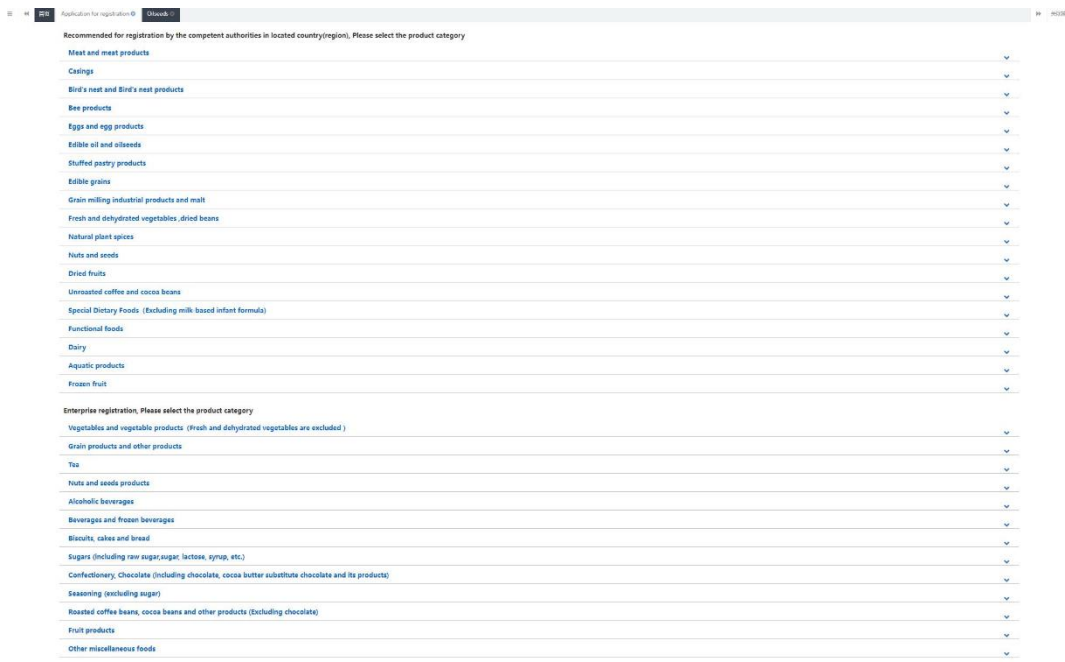 首页 Application for registration Oilseeds
Recommended for registration by the competent authorities in located country(region), Please select the product category
Meat and meat products
Casings
Bird's nest and Bird's nest products
Bee products
Eggs and egg products
Edible oil and oilseeds
Stuffed pastry products
Edible grains
Grain milling industrial products and malt
Fresh and dehydrated vegetables ,dried beans
Natural plant spices
Nuts and seeds
Dried fruits
Unroasted coffee and cocoa beans
Special Dietary Foods (Excluding milk-based infant formula)
Functional foods
Dairy
Aquatic products
Frozen fruit
Enterprise registration, Please select the product category
Vegetables and vegetable products (Fresh and dehydrated vegetables are excluded )
Grain products and other products
Tea
Nuts and seeds products
Alcoholic beverages
Beverages and frozen beverages
Biscuits, cakes and bread
Sugars (including raw sugar,sugar, lactose, syrup, etc.)
Confectionery, Chocolate (including chocolate, cocoa butter substitute chocolate and its products)
Seasoning (excluding sugar)
Roasted coffee beans, cocoa beans and other products (Excluding chocolate)
Fruit products
Other miscellaneous foods